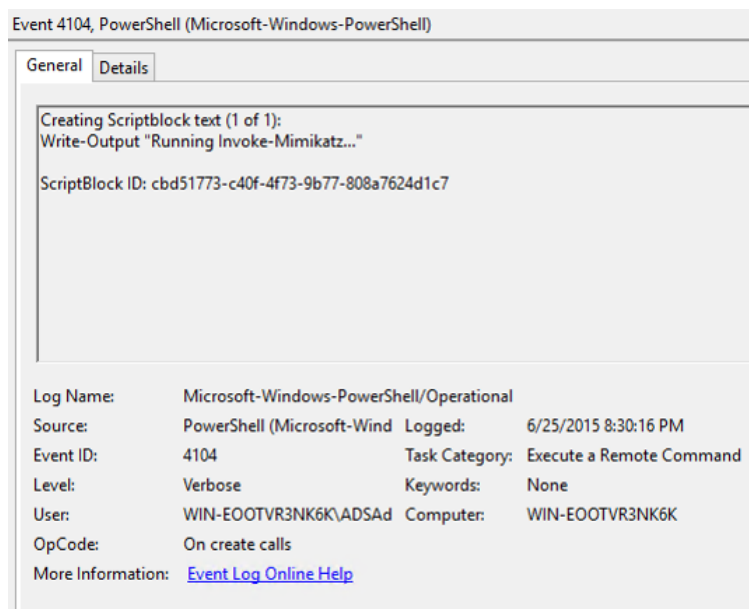 Event 4104, PowerShell (Microsoft-Windows-PowerShell)
General Details
Creating Scriptblock text (1 of 1):
Write-Output "Running Invoke-Mimikatz..."
ScriptBlock ID: cbd51773-c40f-4f73-9b77-808a7624d1c7
Log Name: Microsoft-Windows-PowerShell/Operational
Source: PowerShell (Microsoft-Wind Logged: 6/25/2015 8:30:16 PM
Event ID: 4104 Task Category: Execute a Remote Command
Level: Verbose Keywords: None
User: WIN-EOOTVR3NK6K\ADSAd Computer: WIN-EOOTVR3NK6K
OpCode: On create calls
More Information: Event Log Online Help